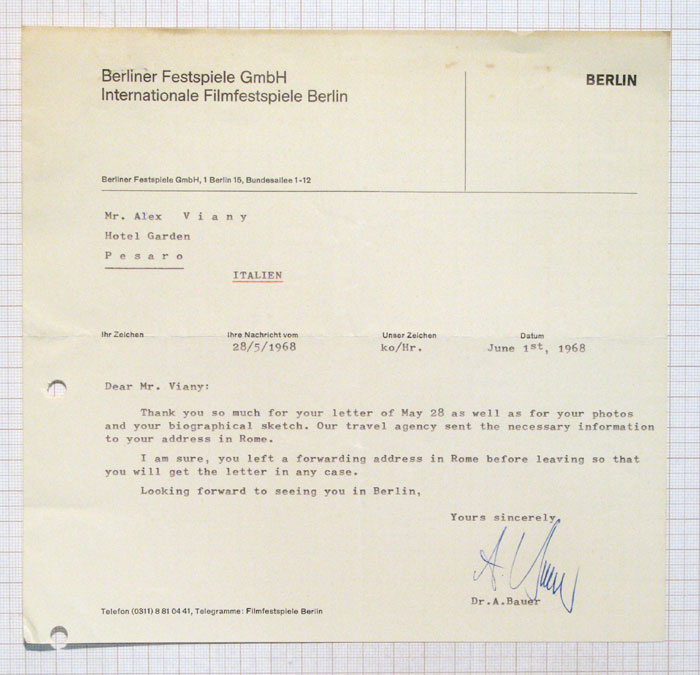 Berliner Festspiele GmbH
Internationale Filmfestspiele Berlin
BERLIN
Berliner Festspiele GmbH, 1 Berlin 15, Bundesallee 1-12
Mr. Alex V i a n y
Hotel Garden
P e s a r o
ITALIEN
Ihr Zeichen Ihre Nachricht vom Unser Zeichen Datum
28/5/1968 ko/Hr. June 1st, 1968
Dear Mr. Viany:
Thank you so much for your letter of May 28 as well as for your photos
and your biographical sketch. Our travel agency sent the necessary information
to your address in Rome.
I am sure, you left a forwarding address in Rome before leaving so that
you will get the letter in any case.
Looking forward to seeing you in Berlin,
Yours sincerely,
Dr.A.Bauer
Telefon (0311) 8 81 04 41, Telegramme: Filmfestspiele Berlin